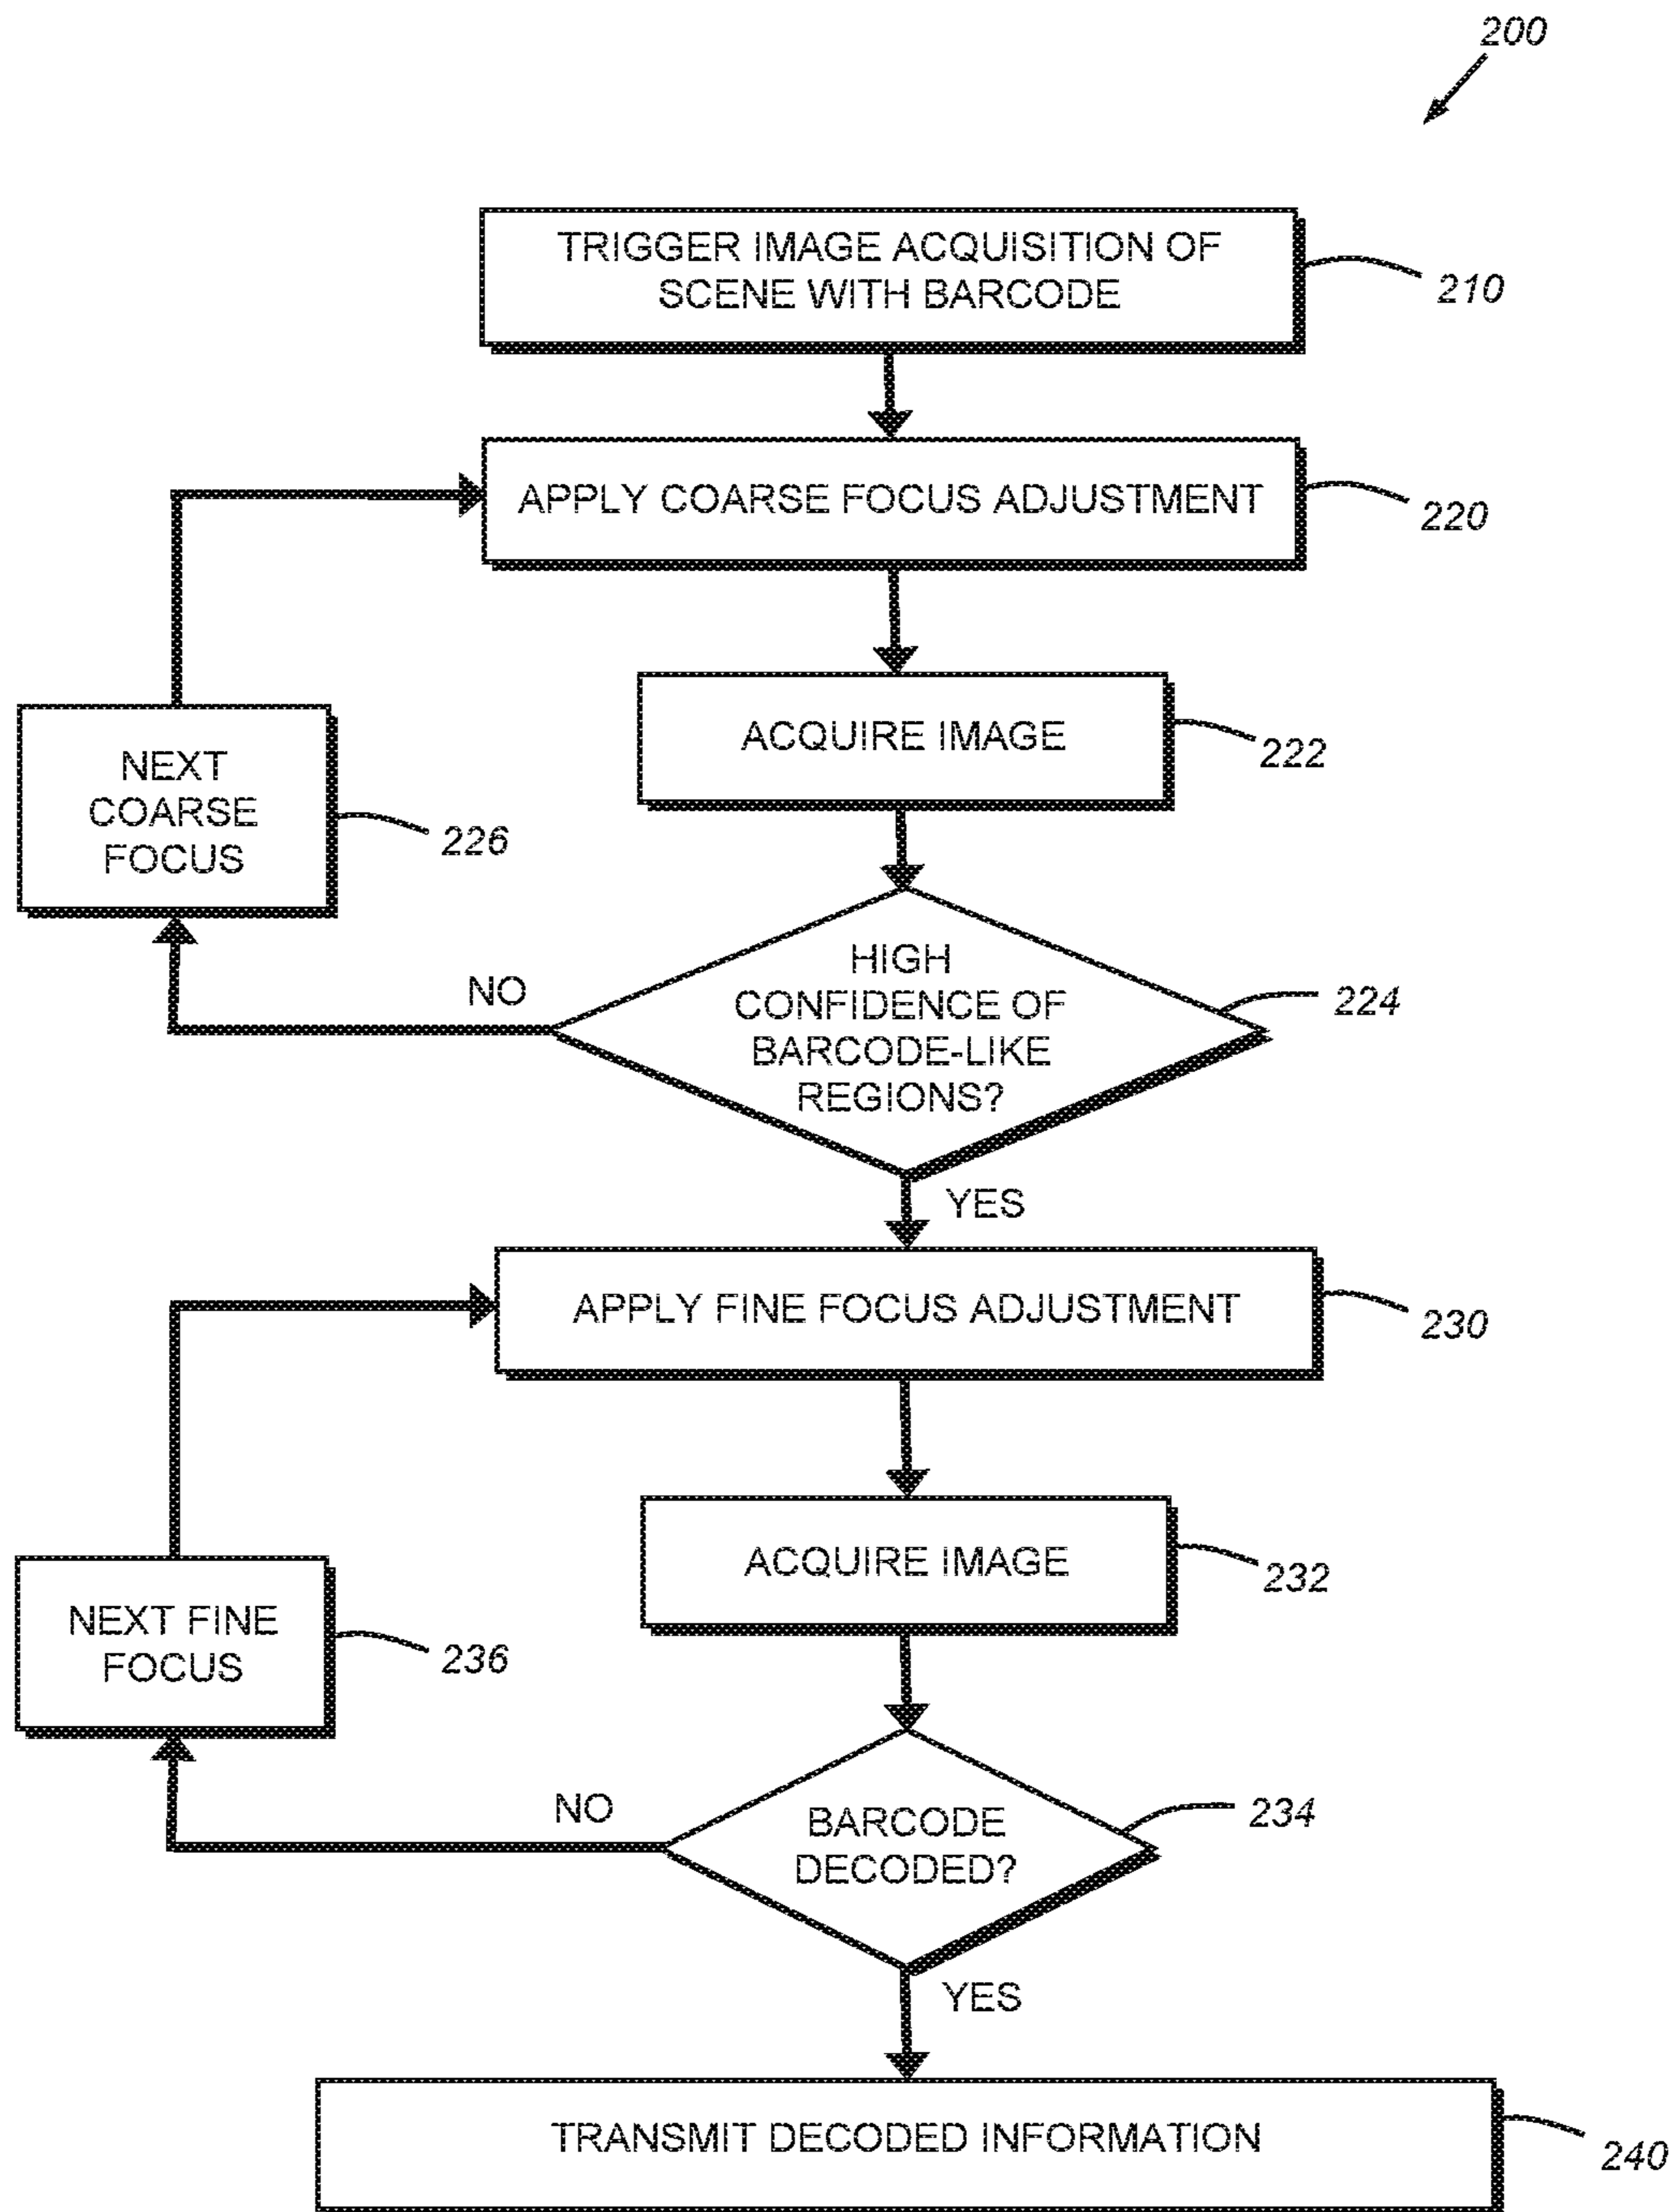 200
TRIGGER IMAGE ACQUISITION OF
SCENE WITH BARCODE
210
APPLY COARSE FOCUS ADJUSTMENT
220
ACQUIRE IMAGE
222
NEXT
COARSE
FOCUS
226
HIGH
CONFIDENCE OF
BARCODE-LIKE
REGIONS?
224
NO
YES
APPLY FINE FOCUS ADJUSTMENT
230
ACQUIRE IMAGE
232
NEXT FINE
FOCUS
236
BARCODE
DECODED?
234
NO
YES
TRANSMIT DECODED INFORMATION
240